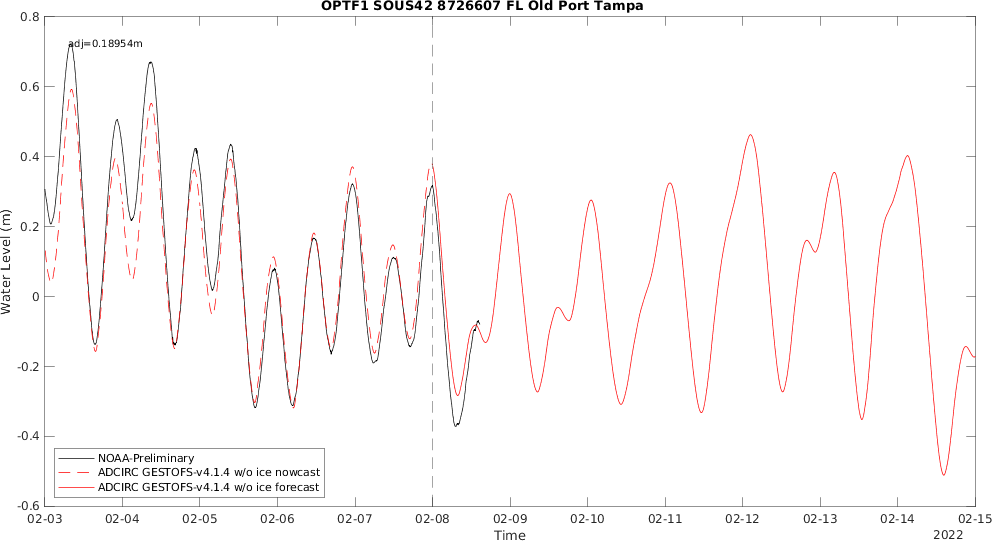 OPTF1 SOUS42 8726607 FL Old Port Tampa
adj=0.18954m
0.8
0.6
0.4
0.2
0
-0.2
-0.4
-0.6
Water Level (m)
NOAA-Preliminary
ADCIRC GESTOFS-v4.1.4 w/o ice nowcast
ADCIRC GESTOFS-v4.1.4 w/o ice forecast
02-03 02-04 02-05 02-06 02-07 02-08 02-09 02-10 02-11 02-12 02-13 02-14 02-15
Time
2022